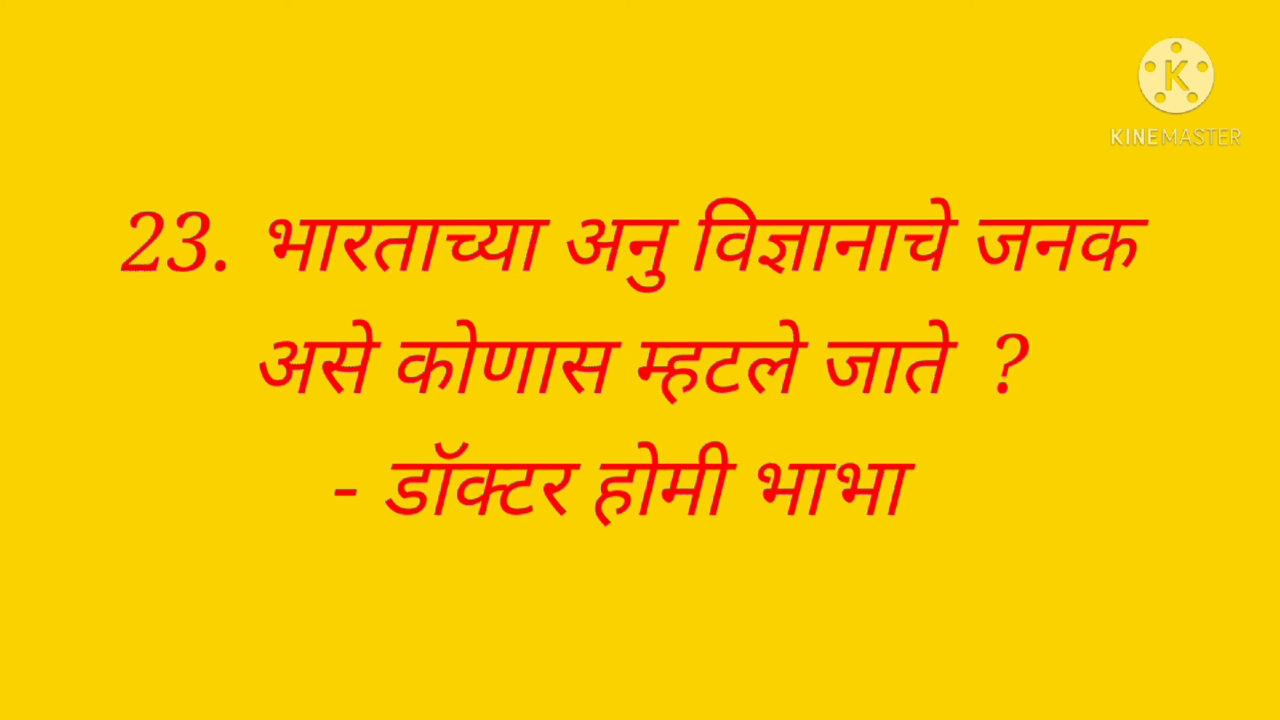 KINEMASTER
23. भारताच्या अनु विज्ञानाचे जनक
असे कोणास म्हटले जाते ?
- डॉक्टर होमी भाभा